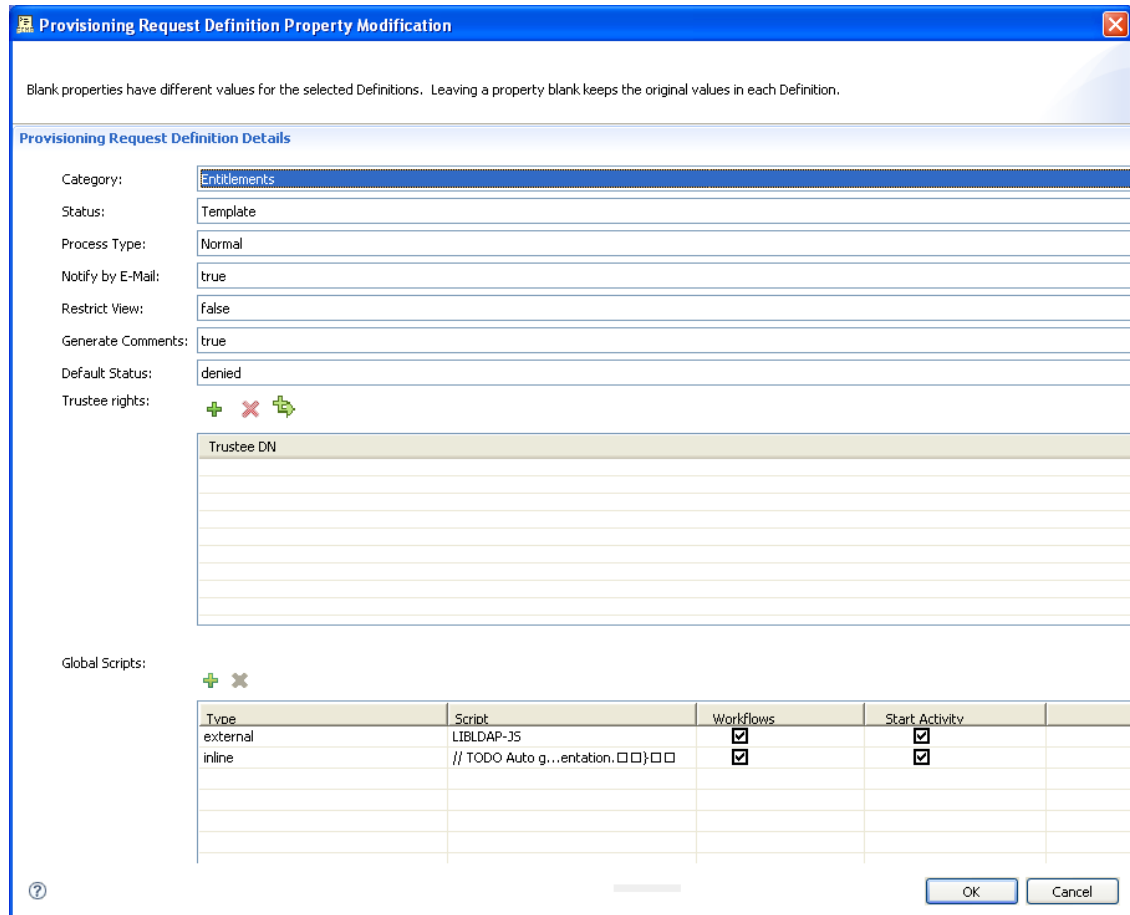 Provisioning Request Definition Property Modification
Blank properties have different values for the selected Definitions.  Leaving a property blank keeps the original values in each Definition.
Provisioning Request Definition Details
Category: Entitlements
Status: Template
Process Type: Normal
Notify by E-Mail: true
Restrict View: false
Generate Comments: true
Default Status: denied
Trustee rights:
Trustee DN
Global Scripts:
Type Script Workflows Start Activity
external LIBLDAP-JS
inline // TODO Auto g...entation.□□}□□
OK Cancel